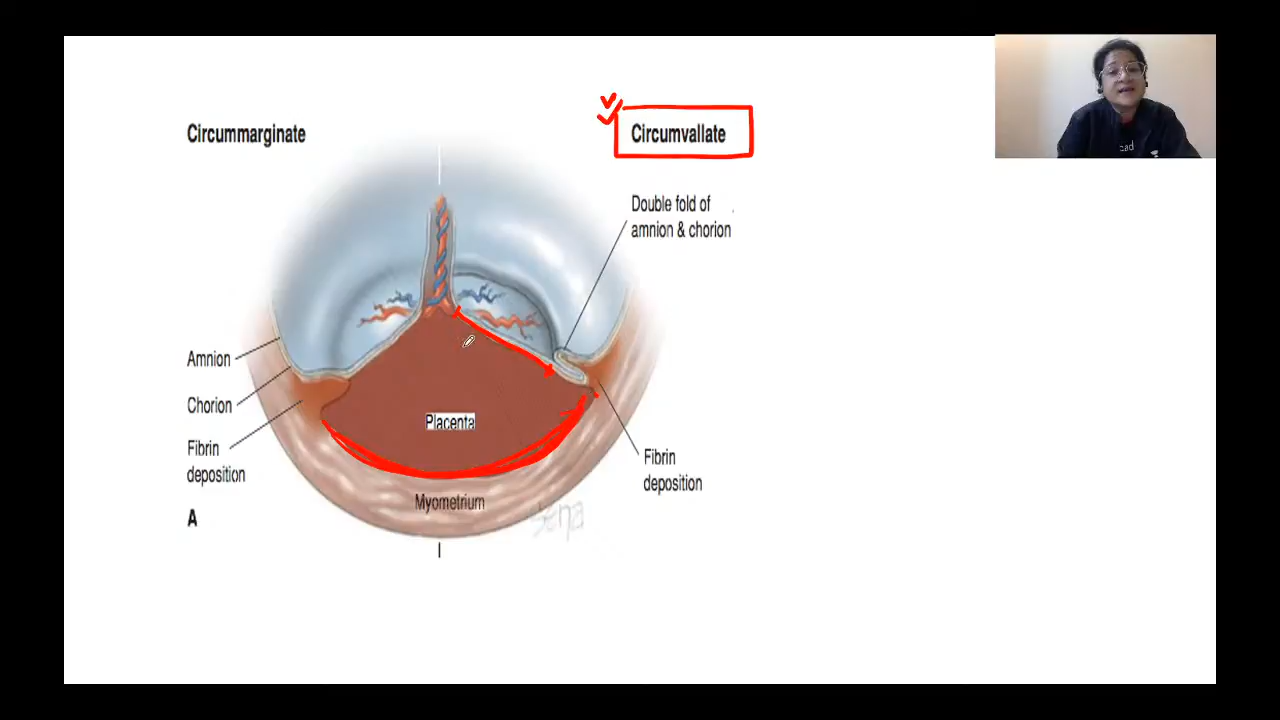 Circummarginate
Circumvallate
Double fold of
amnion & chorion
Amnion
Chorion
Placenta
Fibrin
deposition
Fibrin
deposition
Myometrium
A